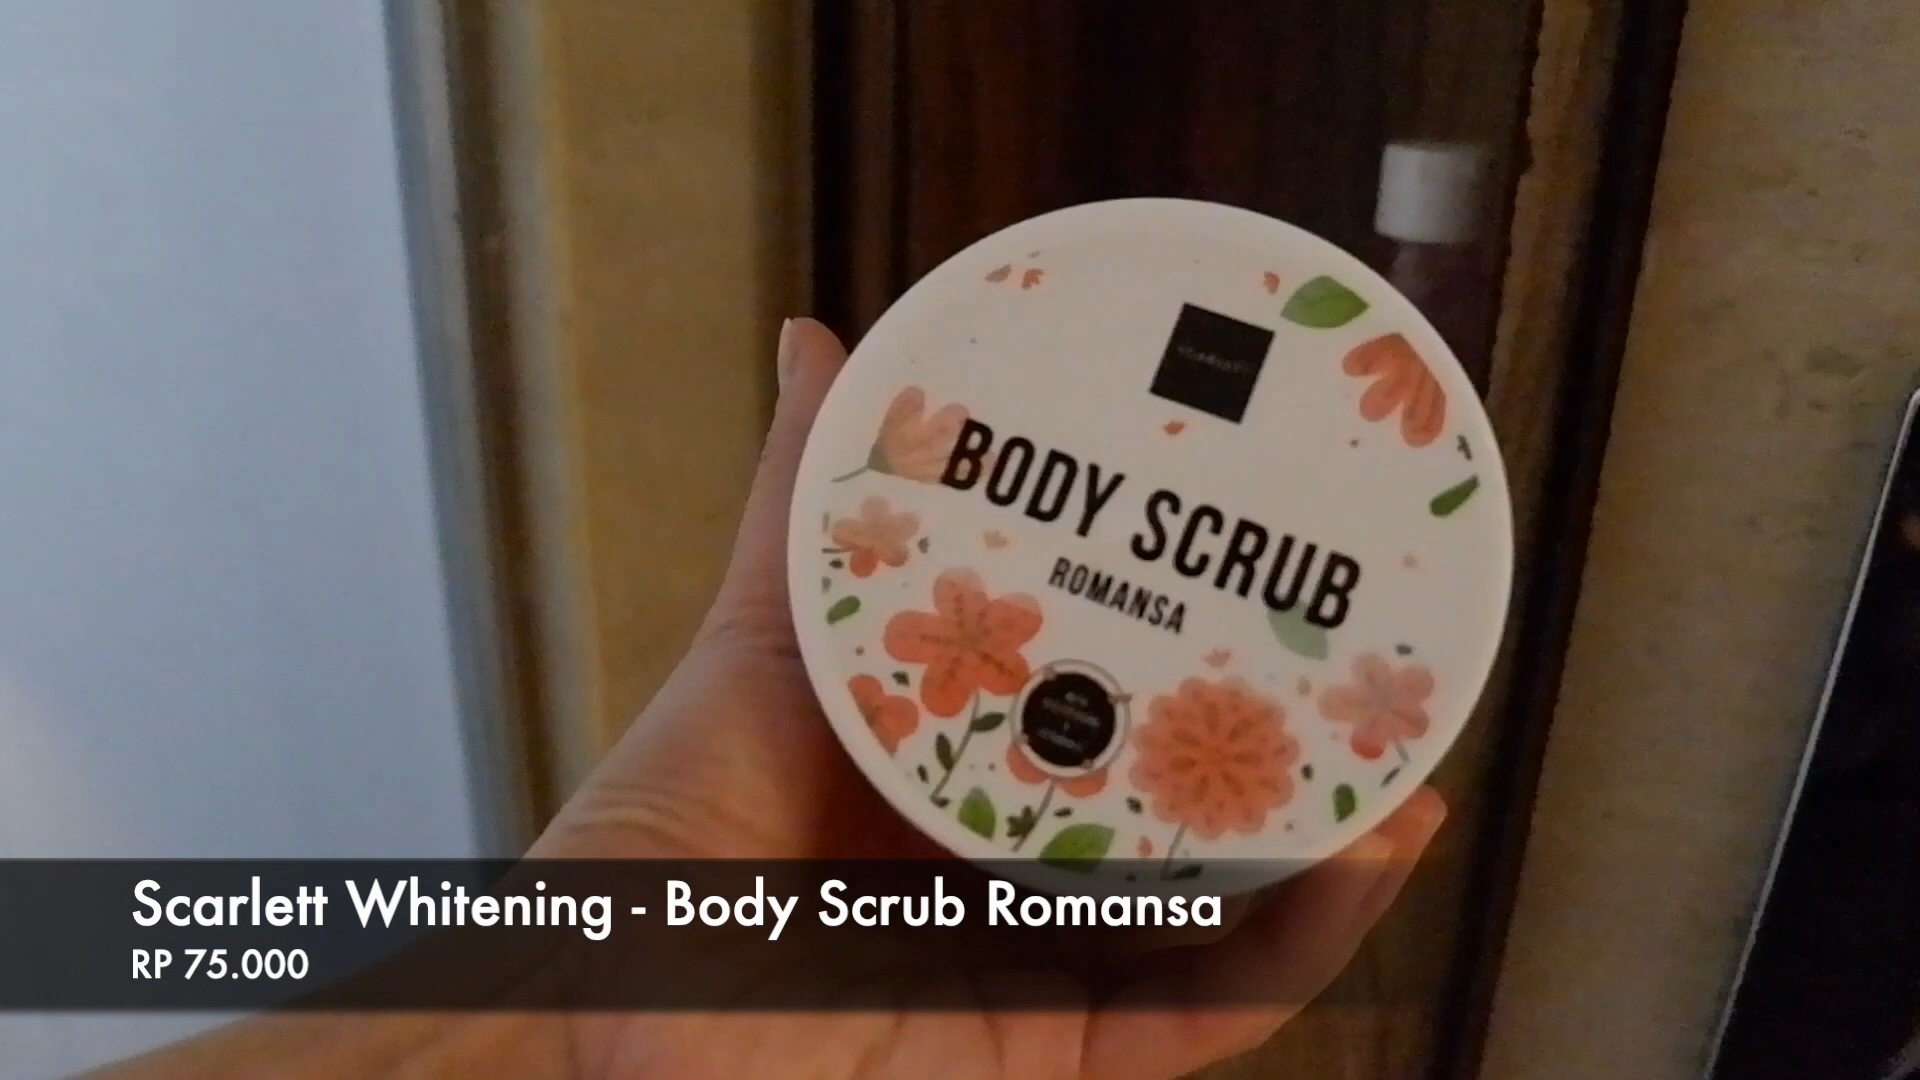 BODY SCRUB
ROMANSA
Scarlett Whitening - Body Scrub Romansa
RP 75.000